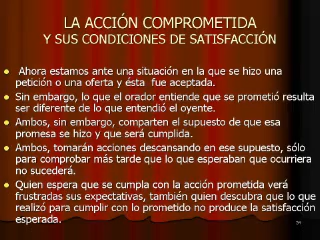 LA ACCIÓN COMPROMETIDA
Y SUS CONDICIONES DE SATISFACCIÓN
Ahora estamos ante una situación en la que se hizo una
petición o una oferta y ésta fue aceptada.
Sin embargo, lo que el orador entiende que se prometió resulta
ser diferente de lo que entendió el oyente.
Ambos, sin embargo, comparten el supuesto de que esa
promesa se hizo y que será cumplida.
Ambos, tomarán acciones descansando en ese supuesto, sólo
para comprobar más tarde que lo que esperaban que ocurriera
no sucederá.
Quien espera que se cumpla con la acción prometida verá
frustradas sus expectativas, también quien descubra que lo que
realizó para cumplir con lo prometido no produce la satisfacción
esperada.